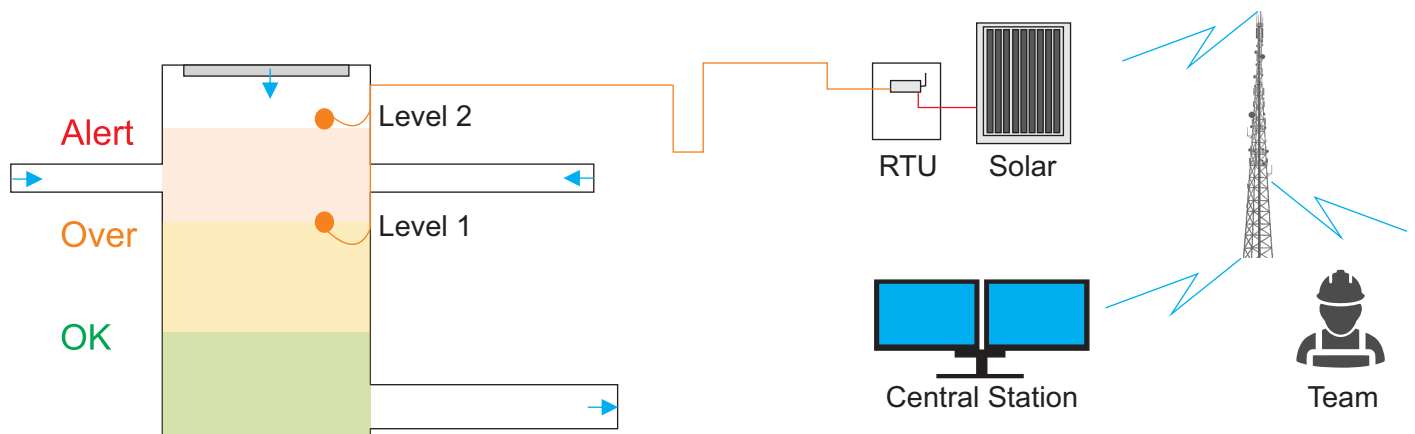 Level 2
Alert
RTU
Solar
Level 1
Over
OK
Central Station
Team